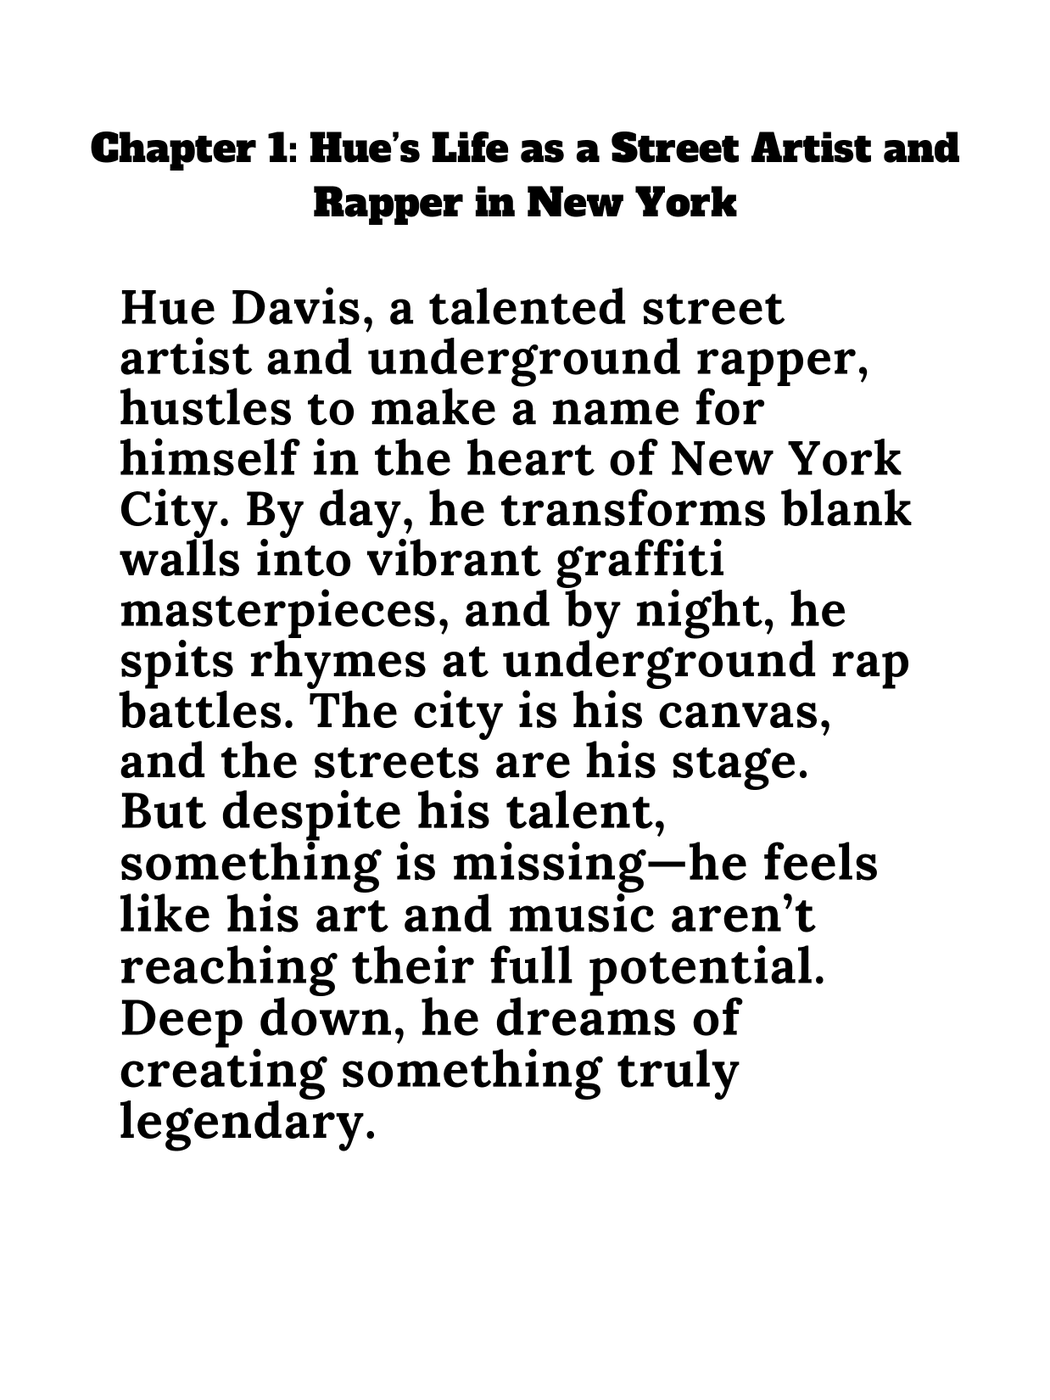 Chapter 1: Hue’s Life as a Street Artist and
Rapper in New York
Hue Davis, a talented street
artist and underground rapper,
hustles to make a name for
himself in the heart of New York
City. By day, he transforms blank
walls into vibrant graffiti
masterpieces, and by night, he
spits rhymes at underground rap
battles. The city is his canvas,
and the streets are his stage.
But despite his talent,
something is missing—he feels
like his art and music aren’t
reaching their full potential.
Deep down, he dreams of
creating something truly
legendary.